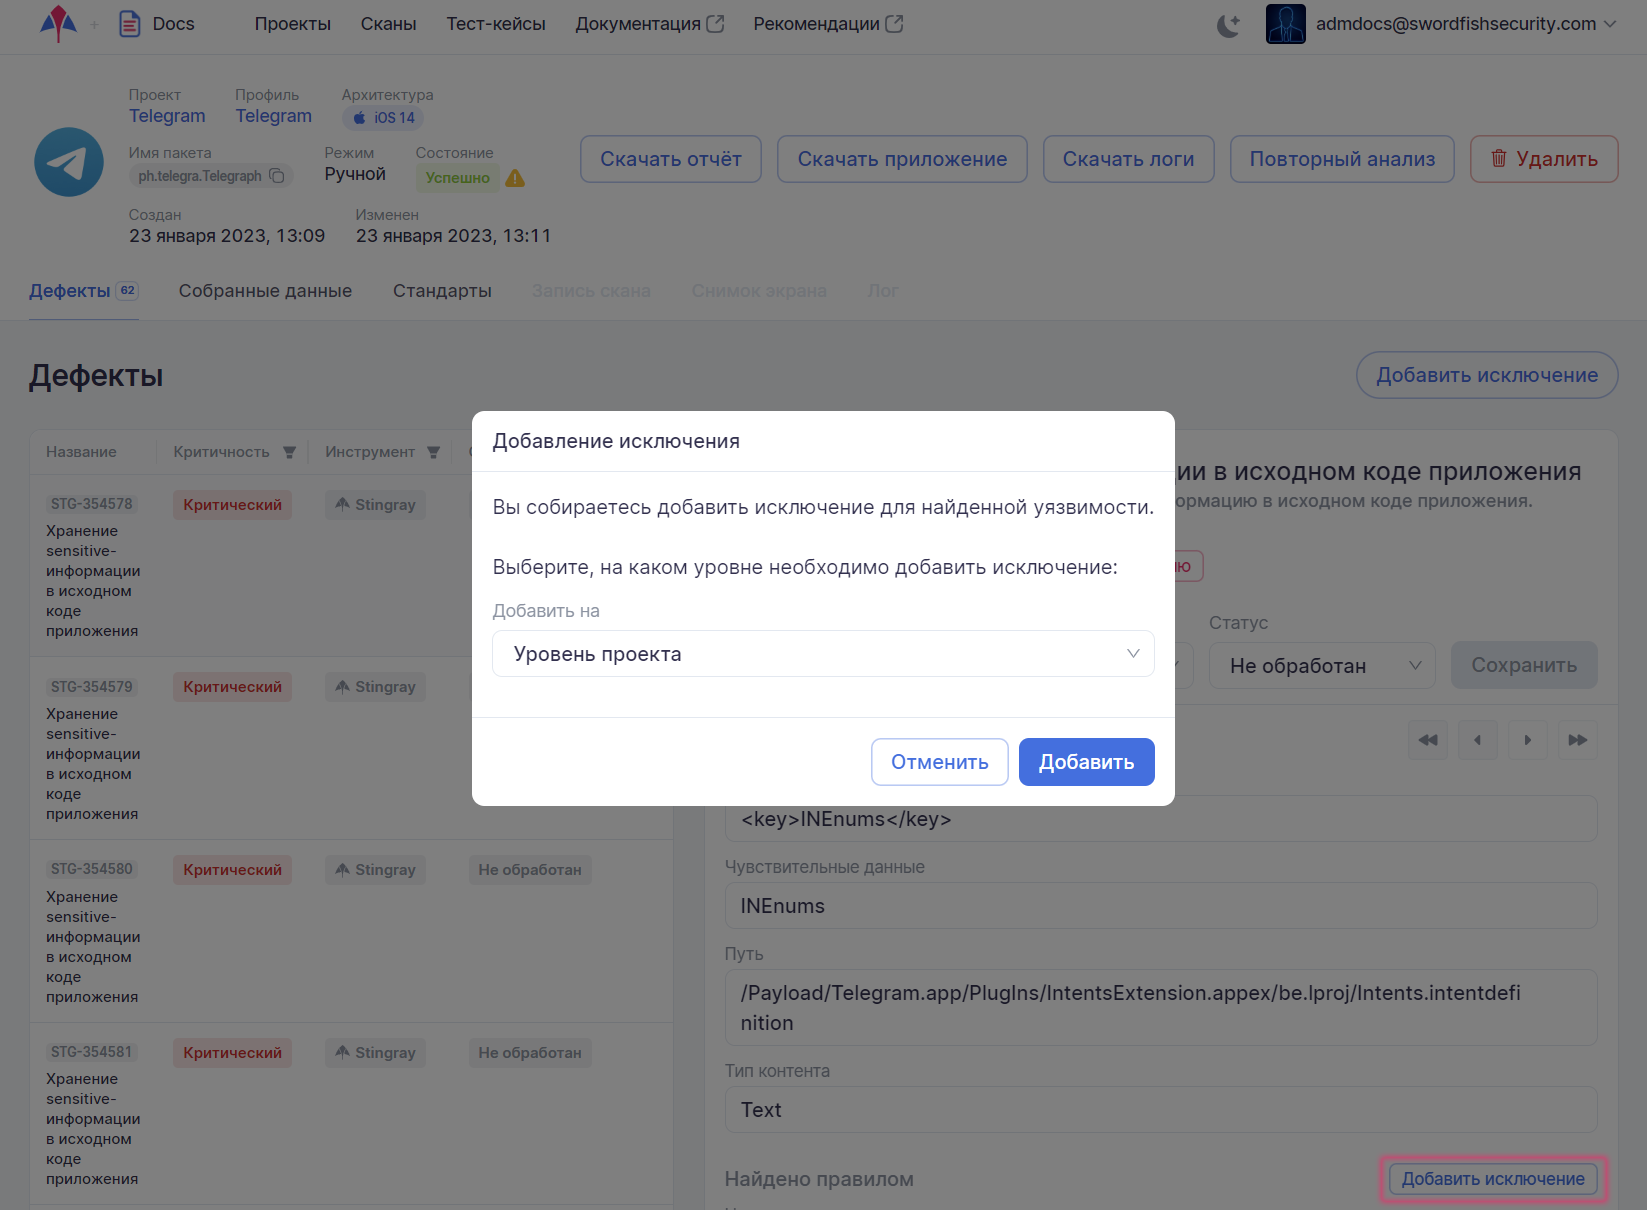 Docs
Проекты
Сканы
Тест-кейсы
Документация
Рекомендации
admdocs@swordfishsecurity.com
Проект
Telegram
Профиль
Telegram
Архитектура
iOS 14
Имя пакета
ph.telegra.Telegraph
Режим
Ручной
Состояние
Успешно
Создан
23 января 2023, 13:09
Изменен
23 января 2023, 13:11
Скачать отчёт
Скачать приложение
Скачать логи
Повторный анализ
Удалить
Дефекты 62
Собранные данные
Стандарты
Запись скана
Снимок экрана
Лог
Дефекты
Добавить исключение
Название
Критичность
Инструмент
STG-354578
Хранение
sensitive-
информации
в исходном
коде
приложения
Критический
Stingray
STG-354579
Хранение
sensitive-
информации
в исходном
коде
приложения
Критический
Stingray
STG-354580
Хранение
sensitive-
информации
в исходном
коде
приложения
Критический
Stingray
Не обработан
STG-354581
Хранение
sensitive-
информации
в исходном
коде
приложения
Критический
Stingray
Не обработан
Добавление исключения
Вы собираетесь добавить исключение для найденной уязвимости.
Выберите, на каком уровне необходимо добавить исключение:
Добавить на
Уровень проекта
Отменить
Добавить
ии в исходном коде приложения
ормацию в исходном коде приложения.
ю
Статус
Не обработан
Сохранить
<key>INEnums</key>
Чувствительные данные
INEnums
Путь
/Payload/Telegram.app/PlugIns/IntentsExtension.appex/be.lproj/Intents.intentdefi
nition
Тип контента
Text
Найдено правилом
Добавить исключение